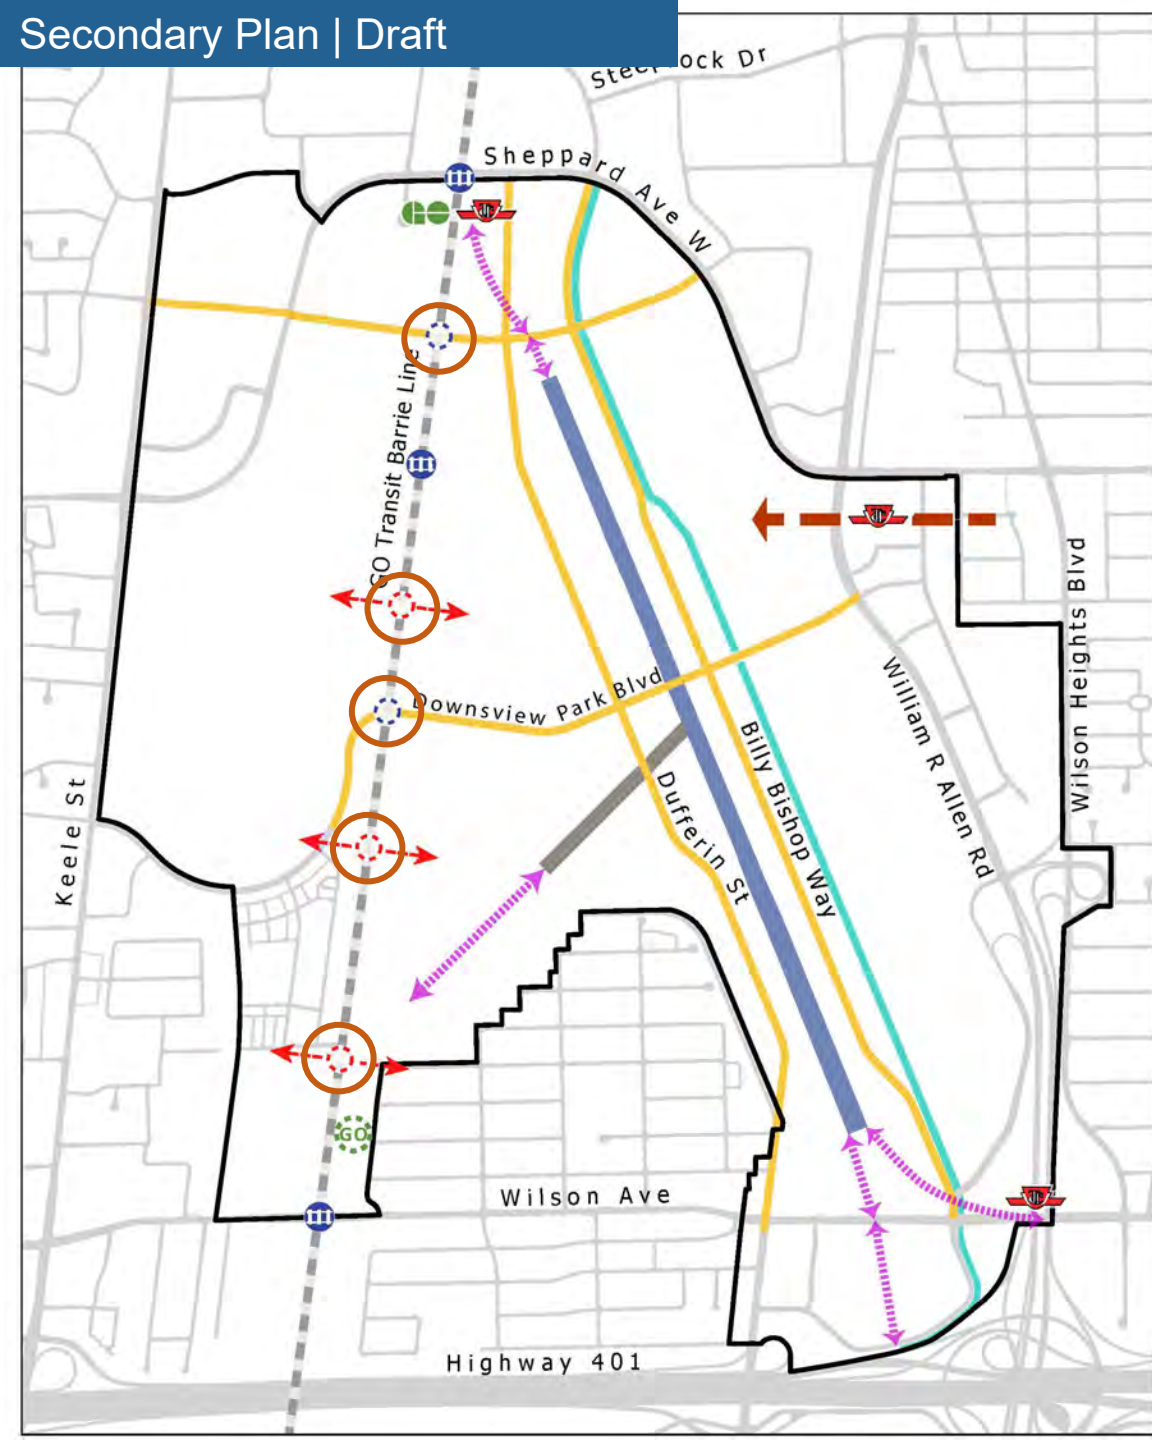 Secondary Plan | Draft
Sheppard Ave W
GO
GO Transit Barrie Line
Wilson Heights Blvd
Downsview Park Blvd
William R Allen Rd
Billy Bishop Way
Dufferin St
Keele St
GO
Wilson Ave
Highway 401